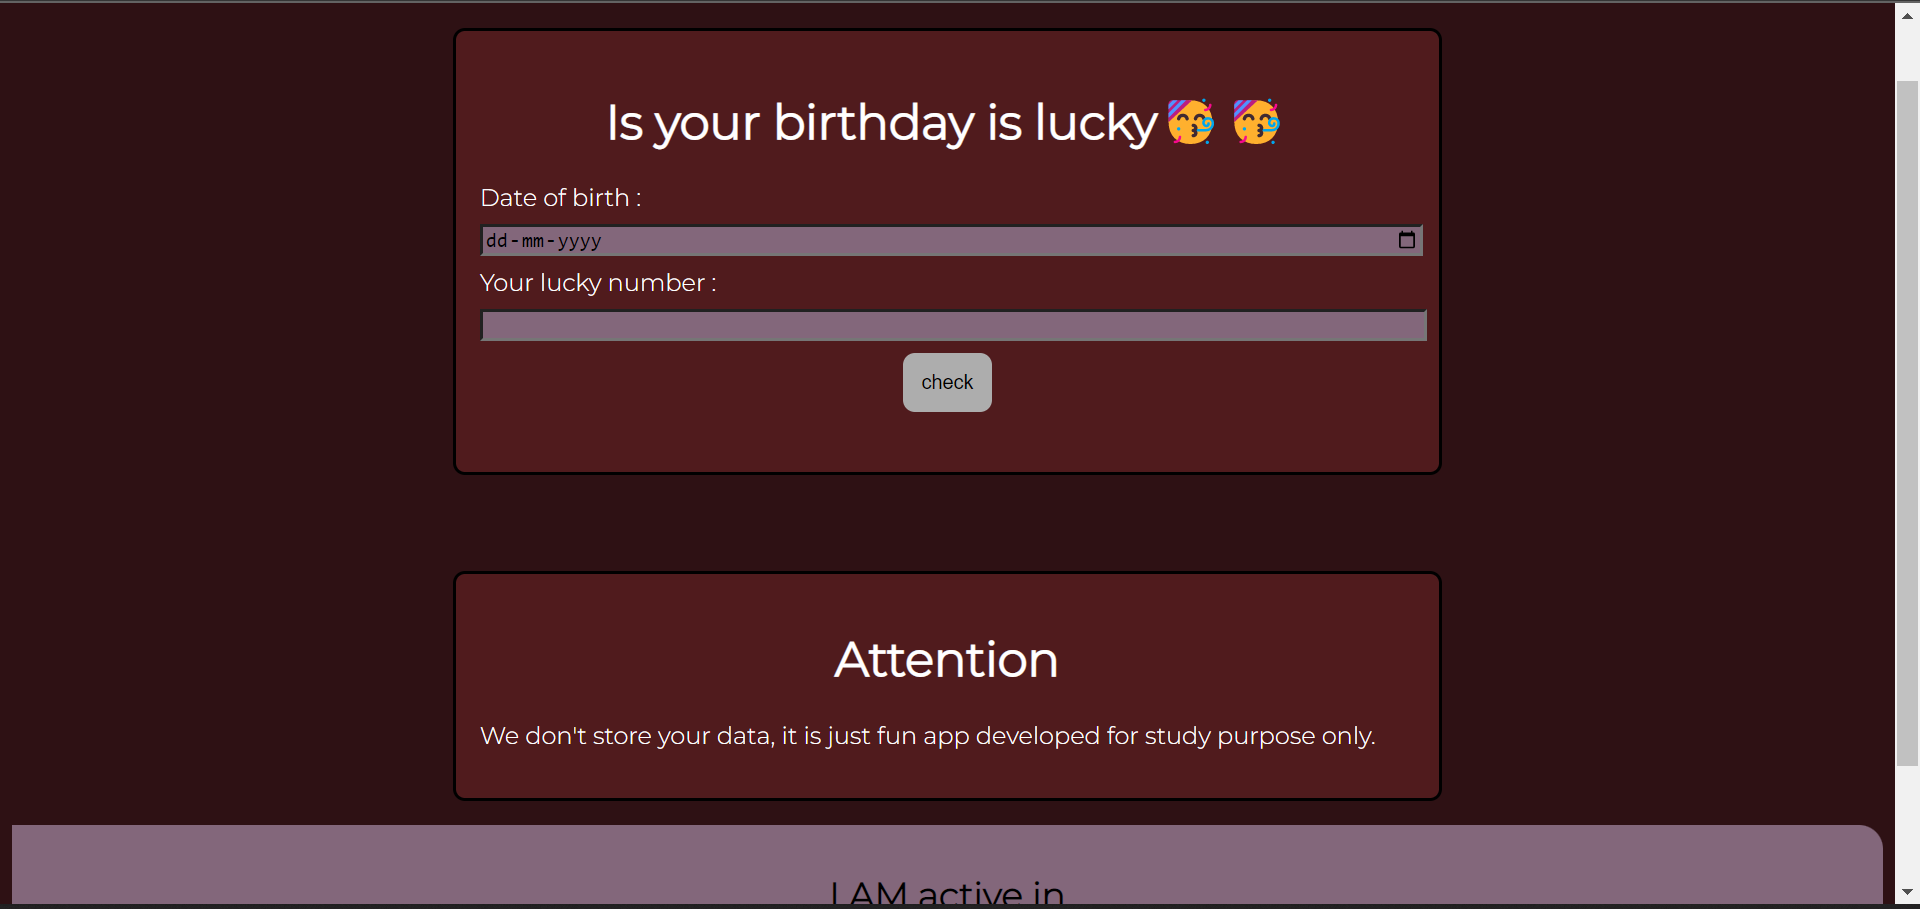 Is your birthday is lucky🥳 🥳
Date of birth :
dd-mm-yyyy
Your lucky number :
check
Attention
We don't store your data, it is just fun app developed for study purpose only.
I AM active in